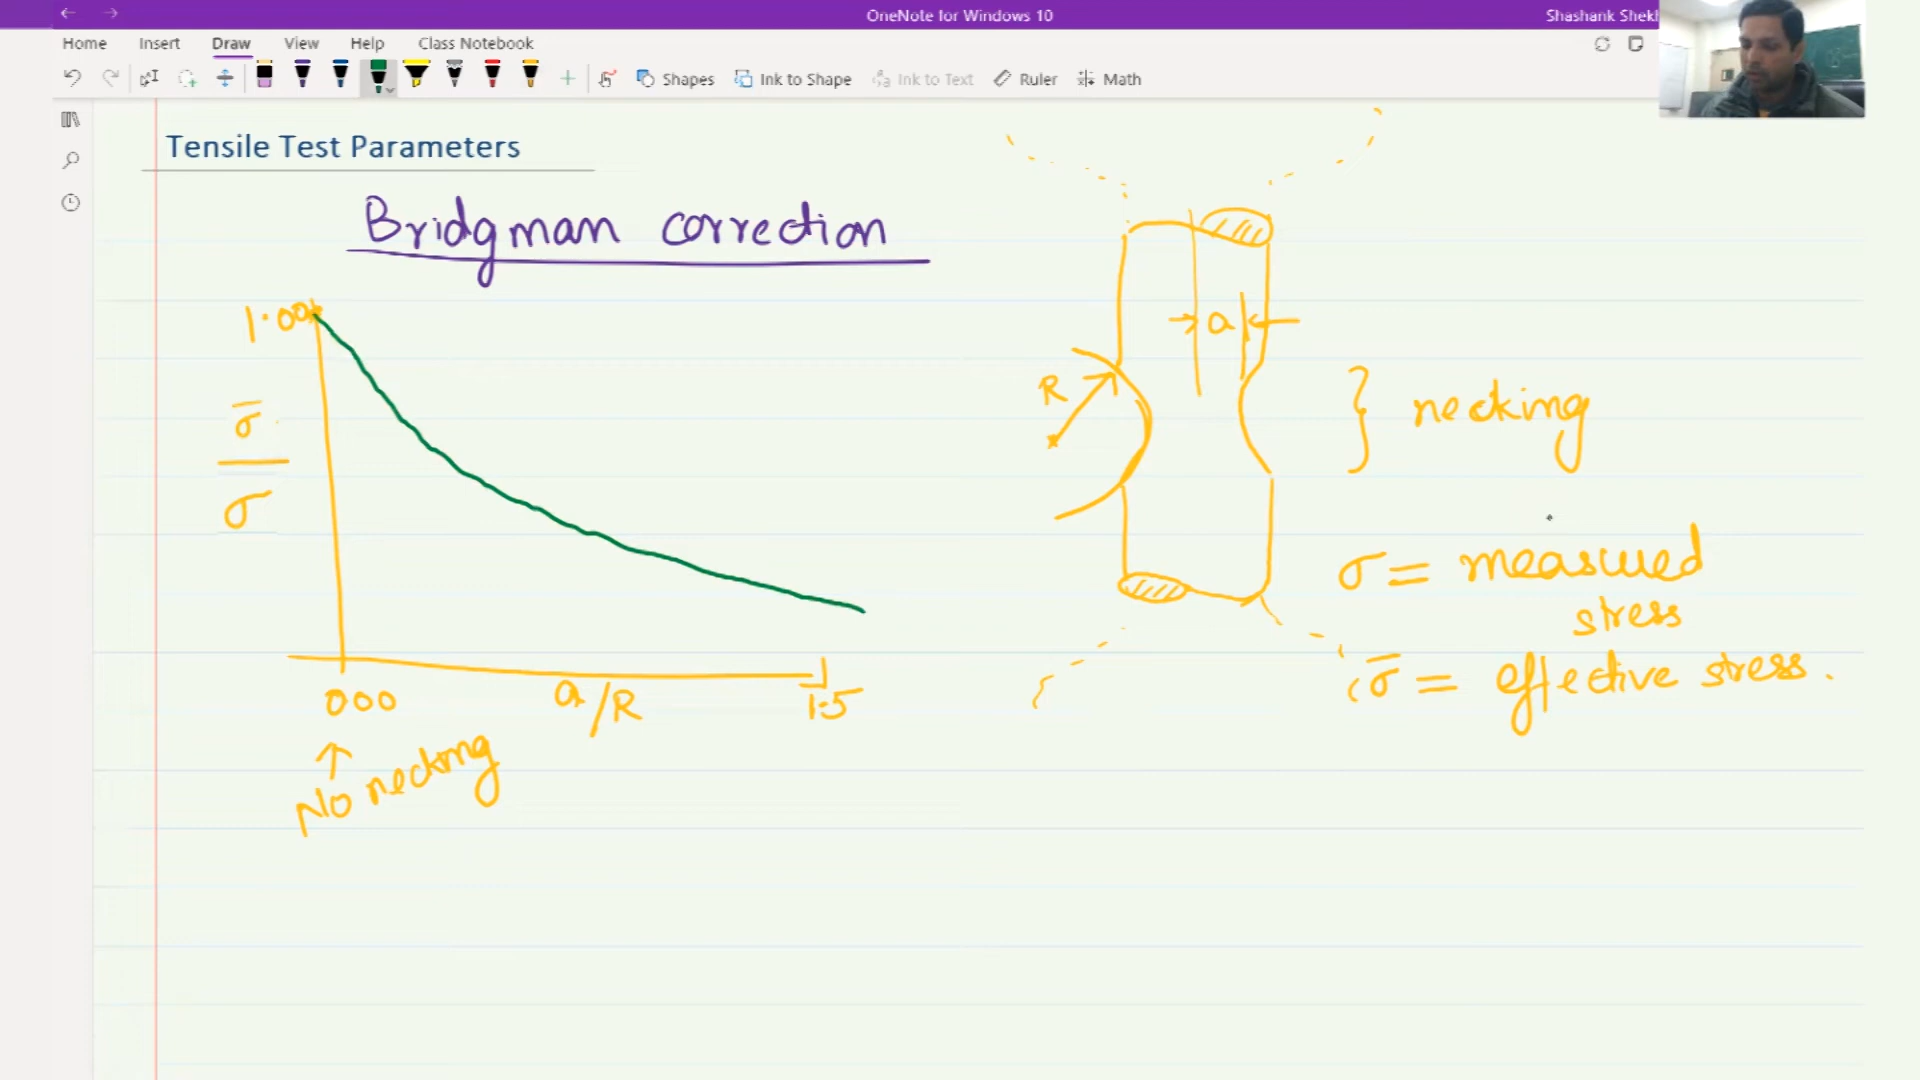 OneNote for Windows 10
Shashank Shekh
Home Insert Draw View Help Class Notebook
Shapes Ink to Shape Ink to Text Ruler Math
Tensile Test Parameters
Bridgman correction
1.00
σ̄
σ
000
a/R
1.5
No necking
a
R
necking
σ = measured
stress
σ̄ = effective stress.